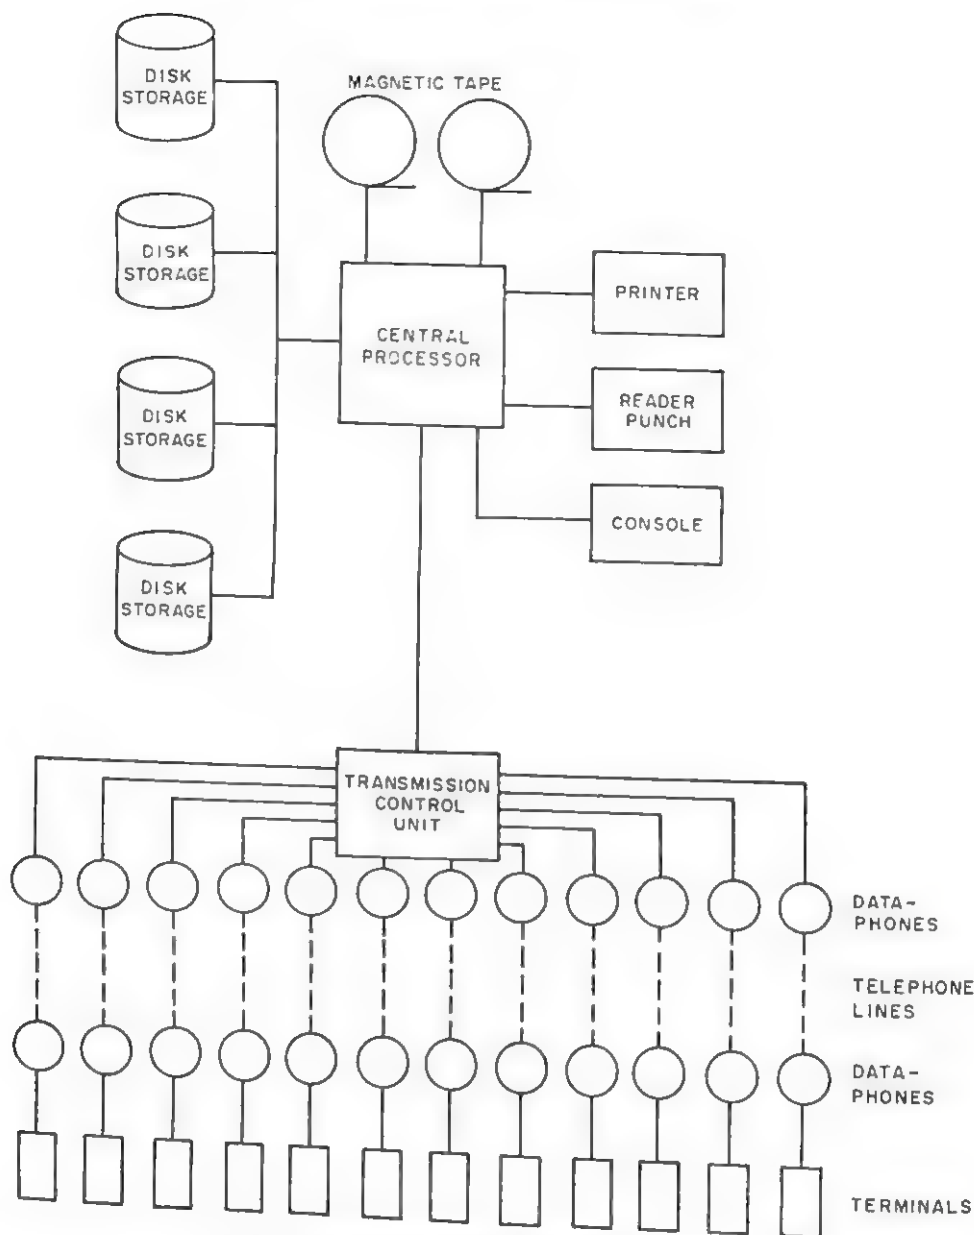 DISK
STORAGE
MAGNETIC TAPE
DISK
STORAGE
PRINTER
CENTRAL
PROCESSOR
DISK
STORAGE
READER
PUNCH
CONSOLE
DISK
STORAGE
TRANSMISSION
CONTROL
UNIT
DATA-
PHONES
TELEPHONE
LINES
DATA-
PHONES
TERMINALS